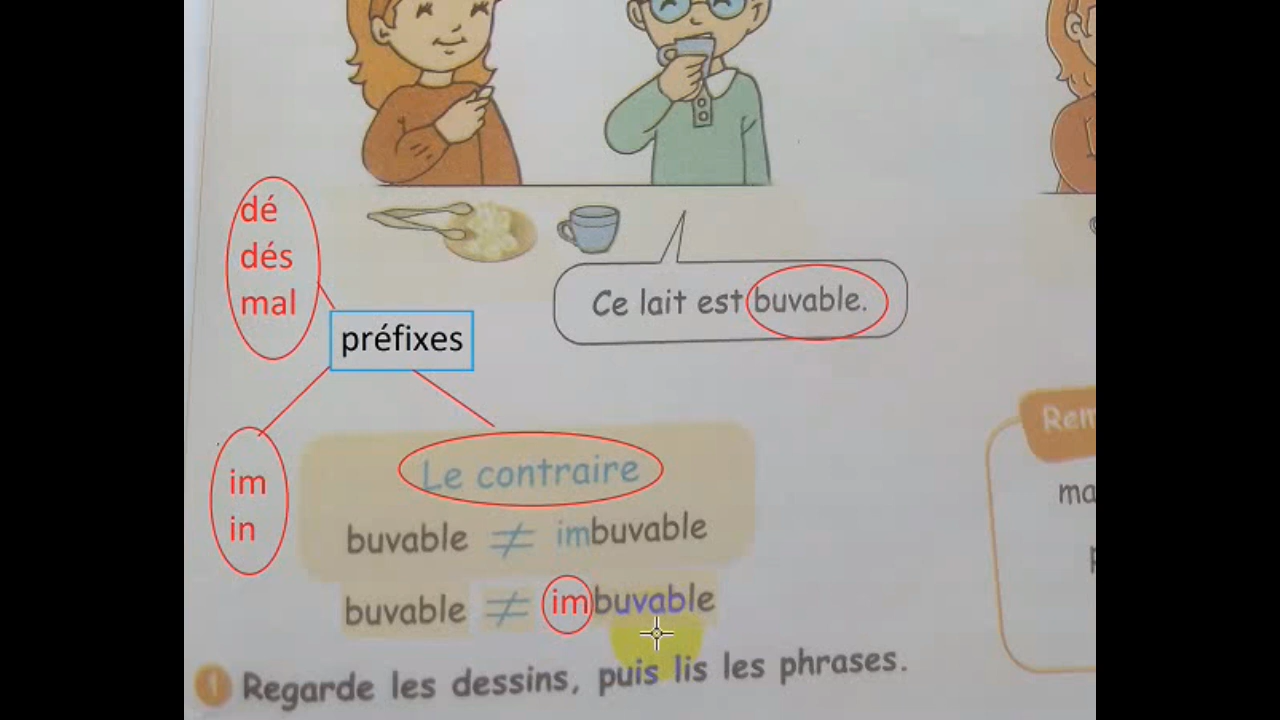 dé
dés
mal
préfixes
Ce lait est buvable.
im
in
Le contraire
buvable ≠ imbuvable
buvable ≠ imbuvable
1 Regarde les dessins, puis lis les phrases.